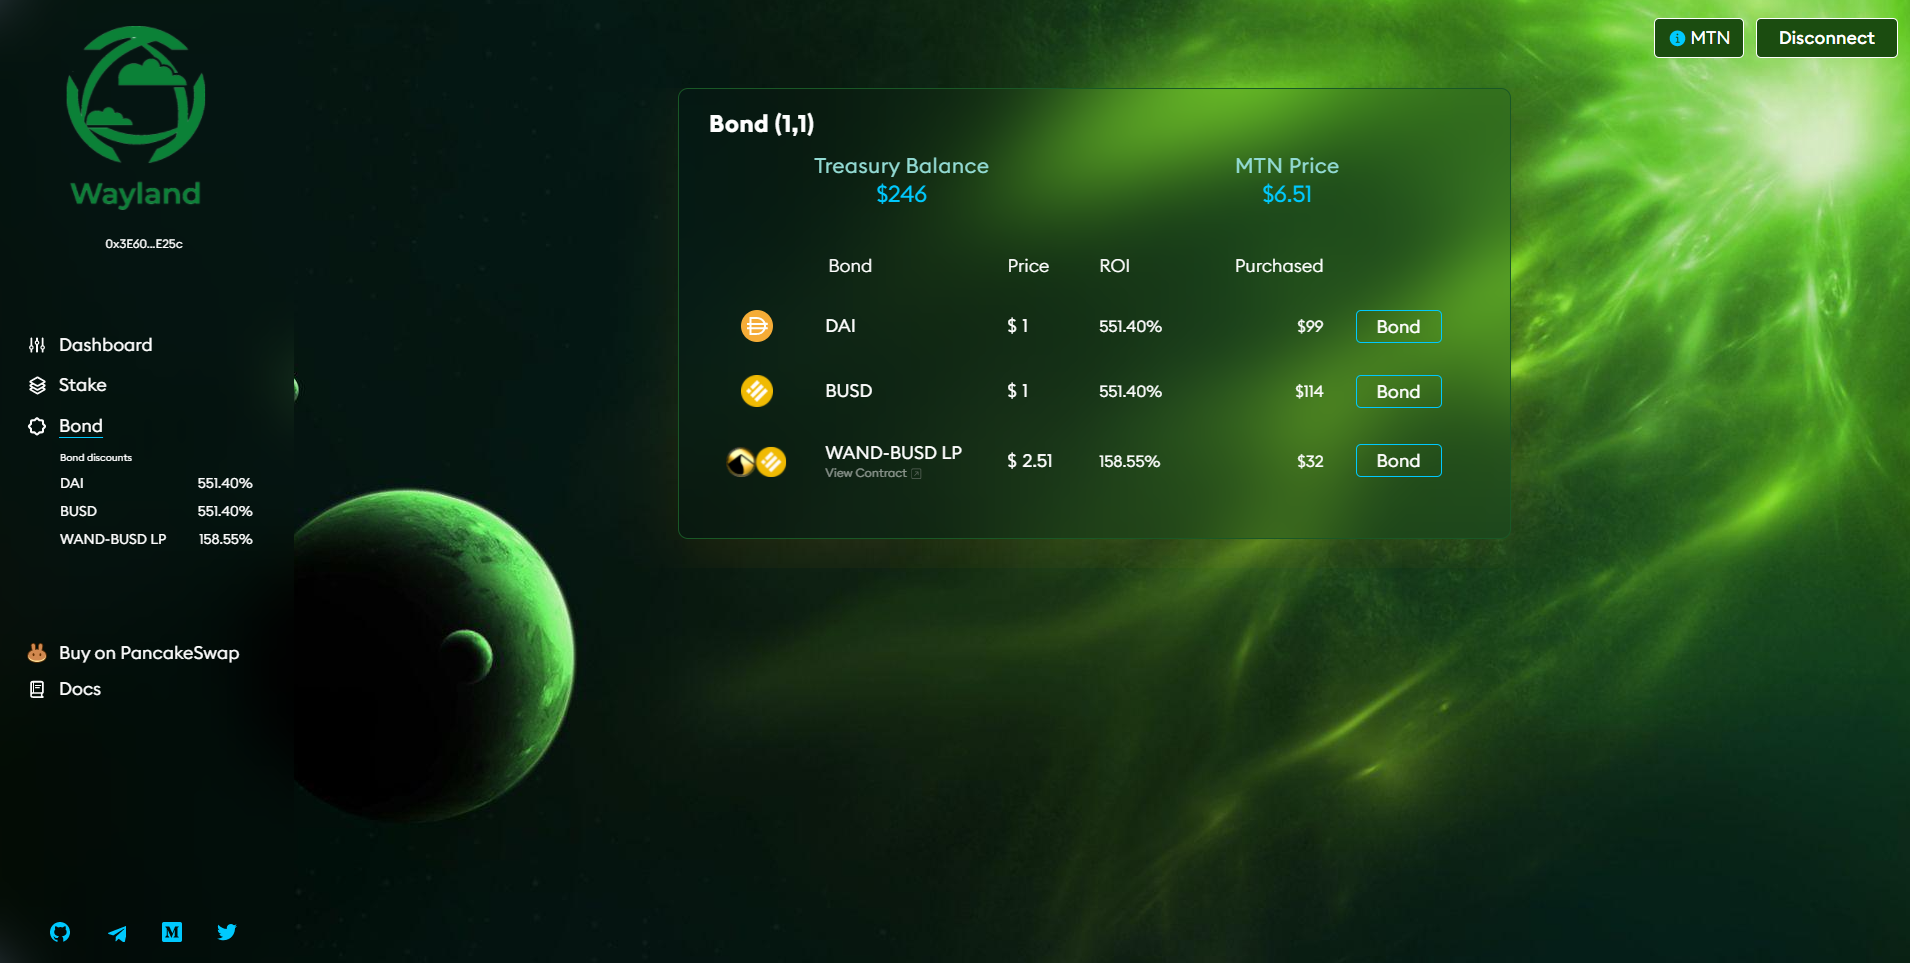 Wayland
0x3E60...E25c
Dashboard
Stake
Bond
Bond discounts
DAI 551.40%
BUSD 551.40%
WAND-BUSD LP 158.55%
Buy on PancakeSwap
Docs
MTN
Disconnect
Bond (1,1)
Treasury Balance
$246
MTN Price
$6.51
Bond Price ROI Purchased
DAI $ 1 551.40% $99 Bond
BUSD $ 1 551.40% $114 Bond
WAND-BUSD LP $ 2.51 158.55% $32 Bond
View Contract